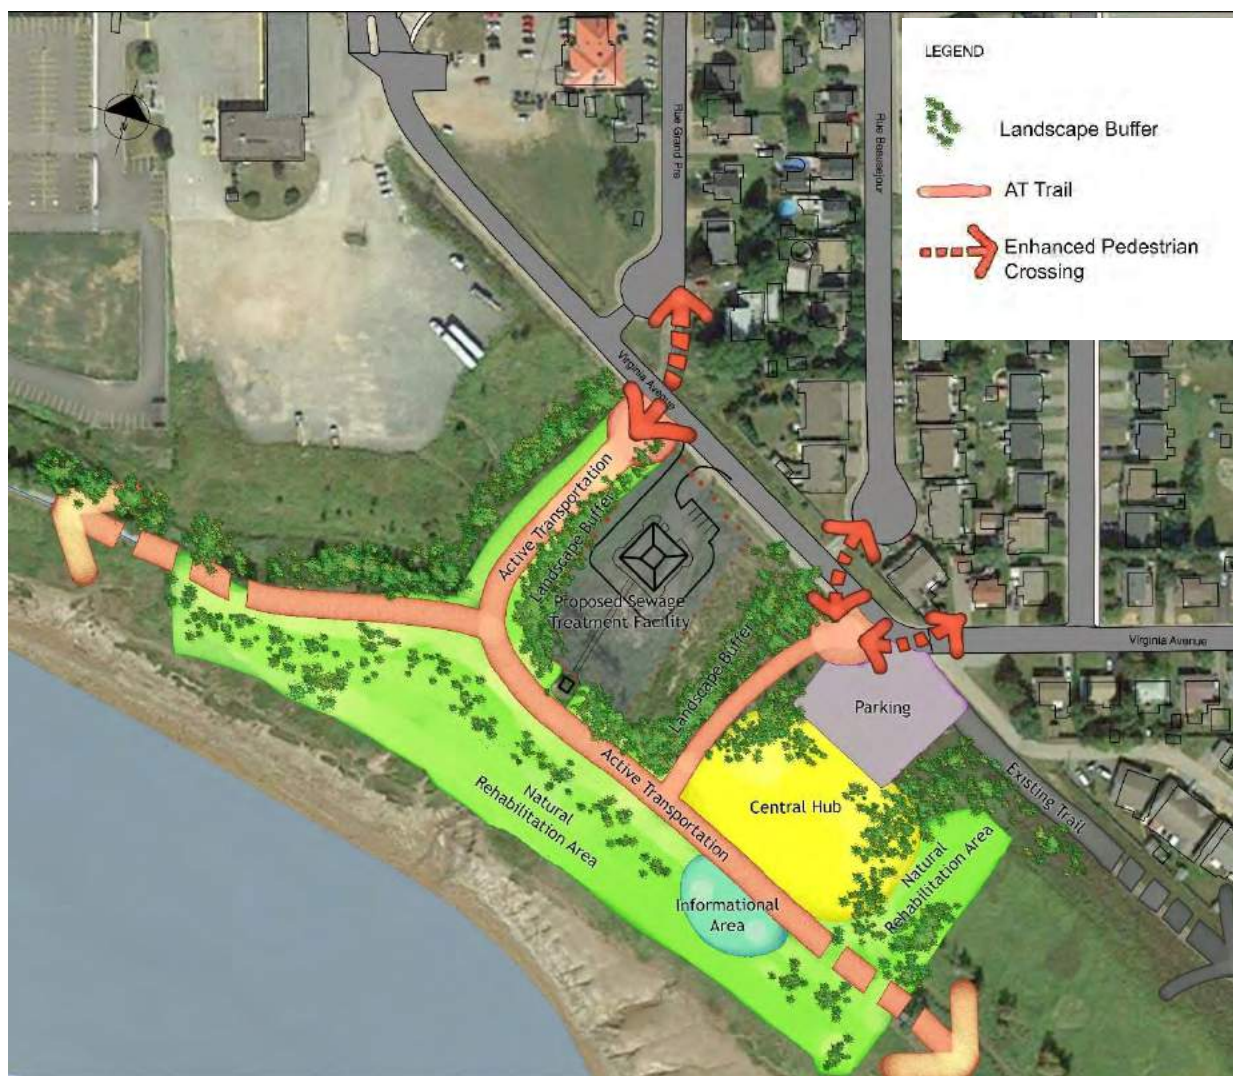 LEGEND
Landscape Buffer
AT Trail
Enhanced Pedestrian
Crossing
N
Rue Grand Pre
Rue Beausejour
Virginia Avenue
Active Transportation
Landscape Buffer
Proposed Sewage
Treatment Facility
Landscape Buffer
Virginia Avenue
Parking
Existing Trail
Active Transportation
Central Hub
Natural
Rehabilitation Area
Natural
Rehabilitation Area
Informational
Area